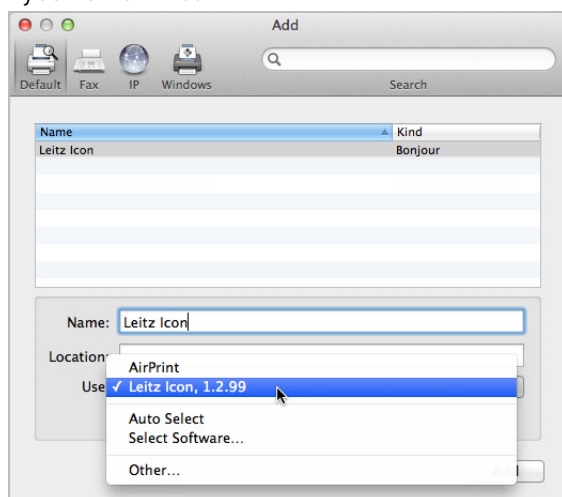 Add
Default Fax IP Windows Search
Name Kind
Leitz Icon Bonjour
Name: Leitz Icon
Location:
AirPrint
Use ✓ Leitz Icon, 1.2.99
Auto Select
Select Software...
Other...